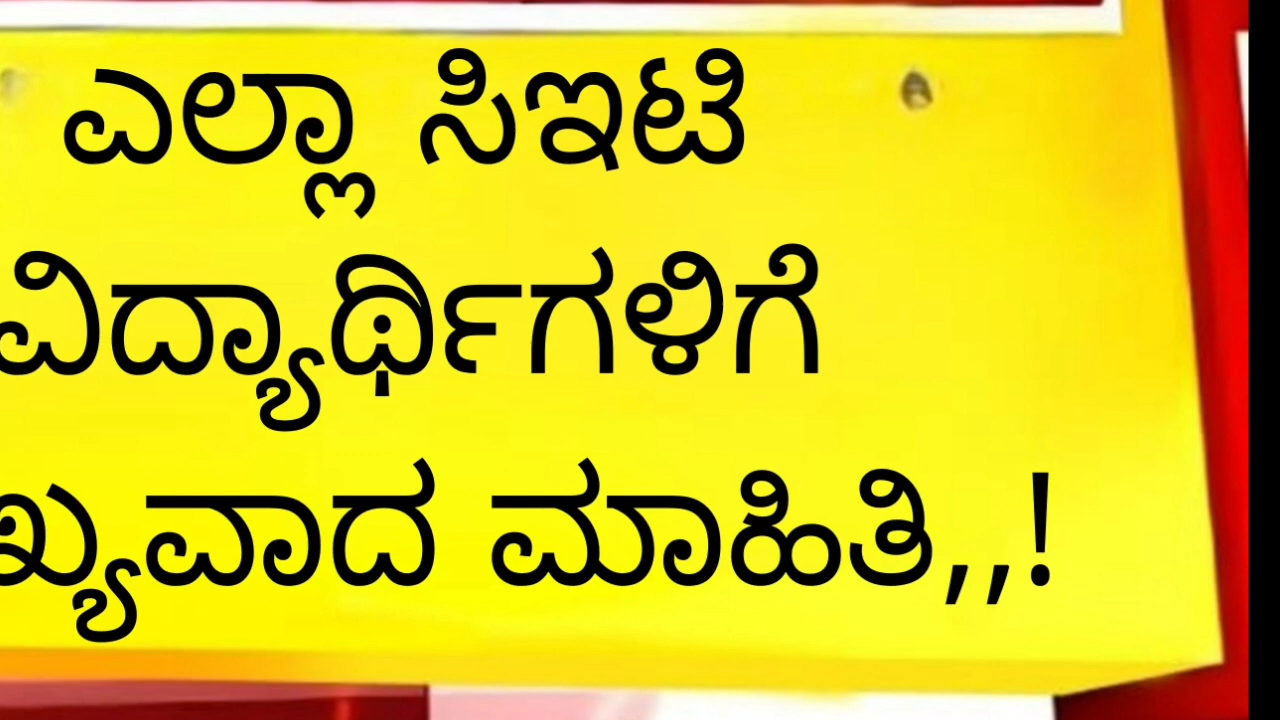 ಎಲ್ಲಾ ಸಿಇಟಿ
ವಿದ್ಯಾರ್ಥಿಗಳಿಗೆ
ಖ್ಯವಾದ ಮಾಹಿತಿ,,!